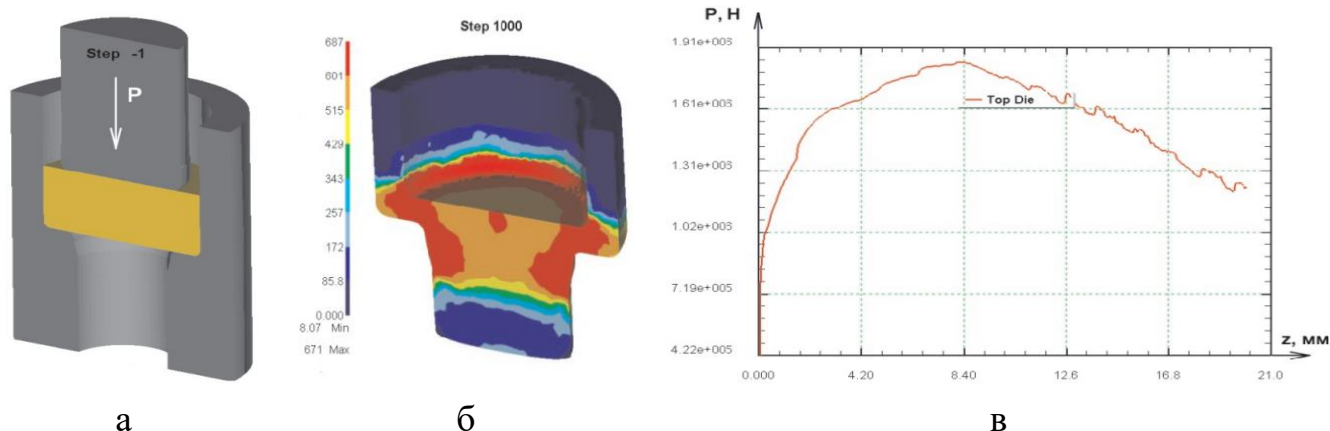 Step -1
P
Step 1000
687
601
515
429
343
257
172
85.8
0.000
8.07 Min
671 Max
P, H
1.91e+006
1.61e+006
1.31e+006
1.02e+006
7.19e+005
4.22e+005
Top Die
Z, MM
0.000 4.20 8.40 12.6 16.8 21.0
а б в